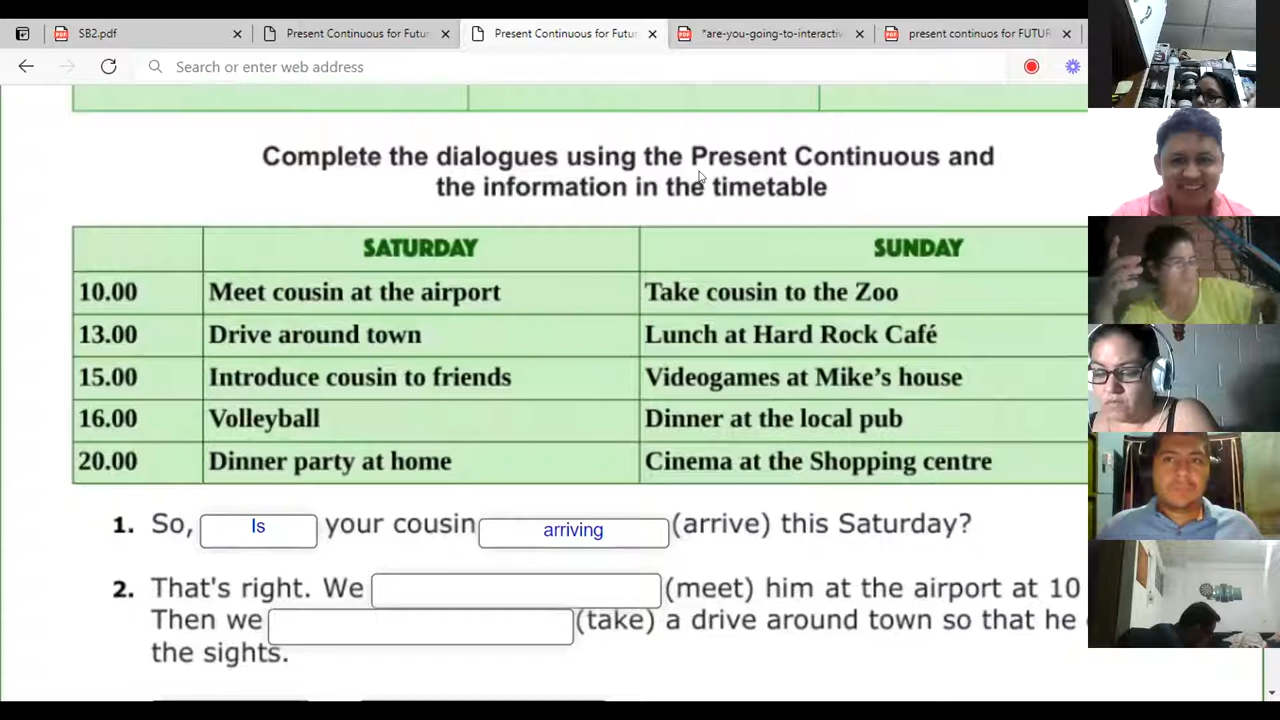 SB2.pdf
Present Continuous for Futur
Present Continuous for Futur
*are-you-going-to-interactiv
present continuos for FUTUR
Search or enter web address
Complete the dialogues using the Present Continuous and
the information in the timetable
SATURDAY SUNDAY
10.00 Meet cousin at the airport Take cousin to the Zoo
13.00 Drive around town Lunch at Hard Rock Café
15.00 Introduce cousin to friends Videogames at Mike's house
16.00 Volleyball Dinner at the local pub
20.00 Dinner party at home Cinema at the Shopping centre
1. So, Is your cousin arriving (arrive) this Saturday?
2. That's right. We (meet) him at the airport at 10
Then we (take) a drive around town so that he
the sights.